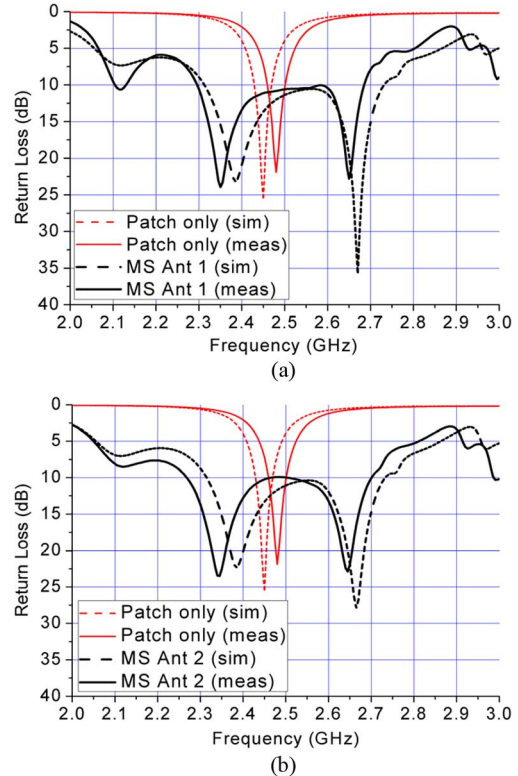 0
5
10
15
20
25
30
35
40
Return Loss (dB)
Patch only (sim)
Patch only (meas)
MS Ant 1 (sim)
MS Ant 1 (meas)
2.0 2.1 2.2 2.3 2.4 2.5 2.6 2.7 2.8 2.9 3.0
Frequency (GHz)
(a)
0
5
10
15
20
25
30
35
40
Return Loss (dB)
Patch only (sim)
Patch only (meas)
MS Ant 2 (sim)
MS Ant 2 (meas)
2.0 2.1 2.2 2.3 2.4 2.5 2.6 2.7 2.8 2.9 3.0
Frequency (GHz)
(b)